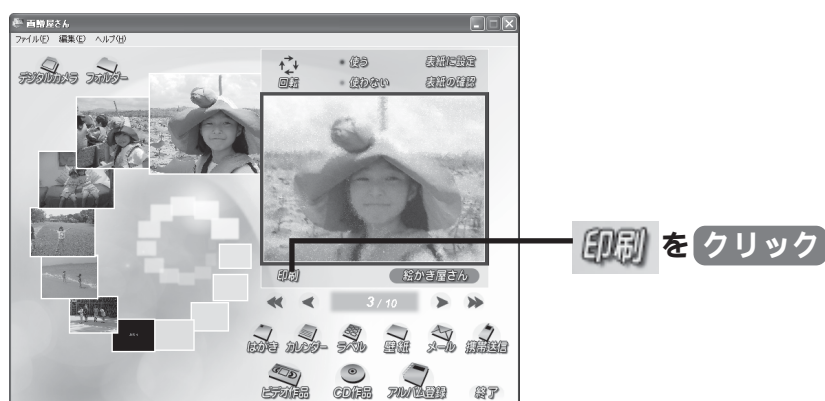 画廊屋さん
ファイル(F) 編集(E) ヘルプ(H)
デジタルカメラ フォルダー
回転
使う
使わない
表紙に設定
表紙の確認
印刷
絵かき屋さん
3 / 10
はがき カレンダー ラベル 壁紙 メール 携帯送信
ビデオ作品 CD作品 アルバム登録 終了
印刷 を クリック